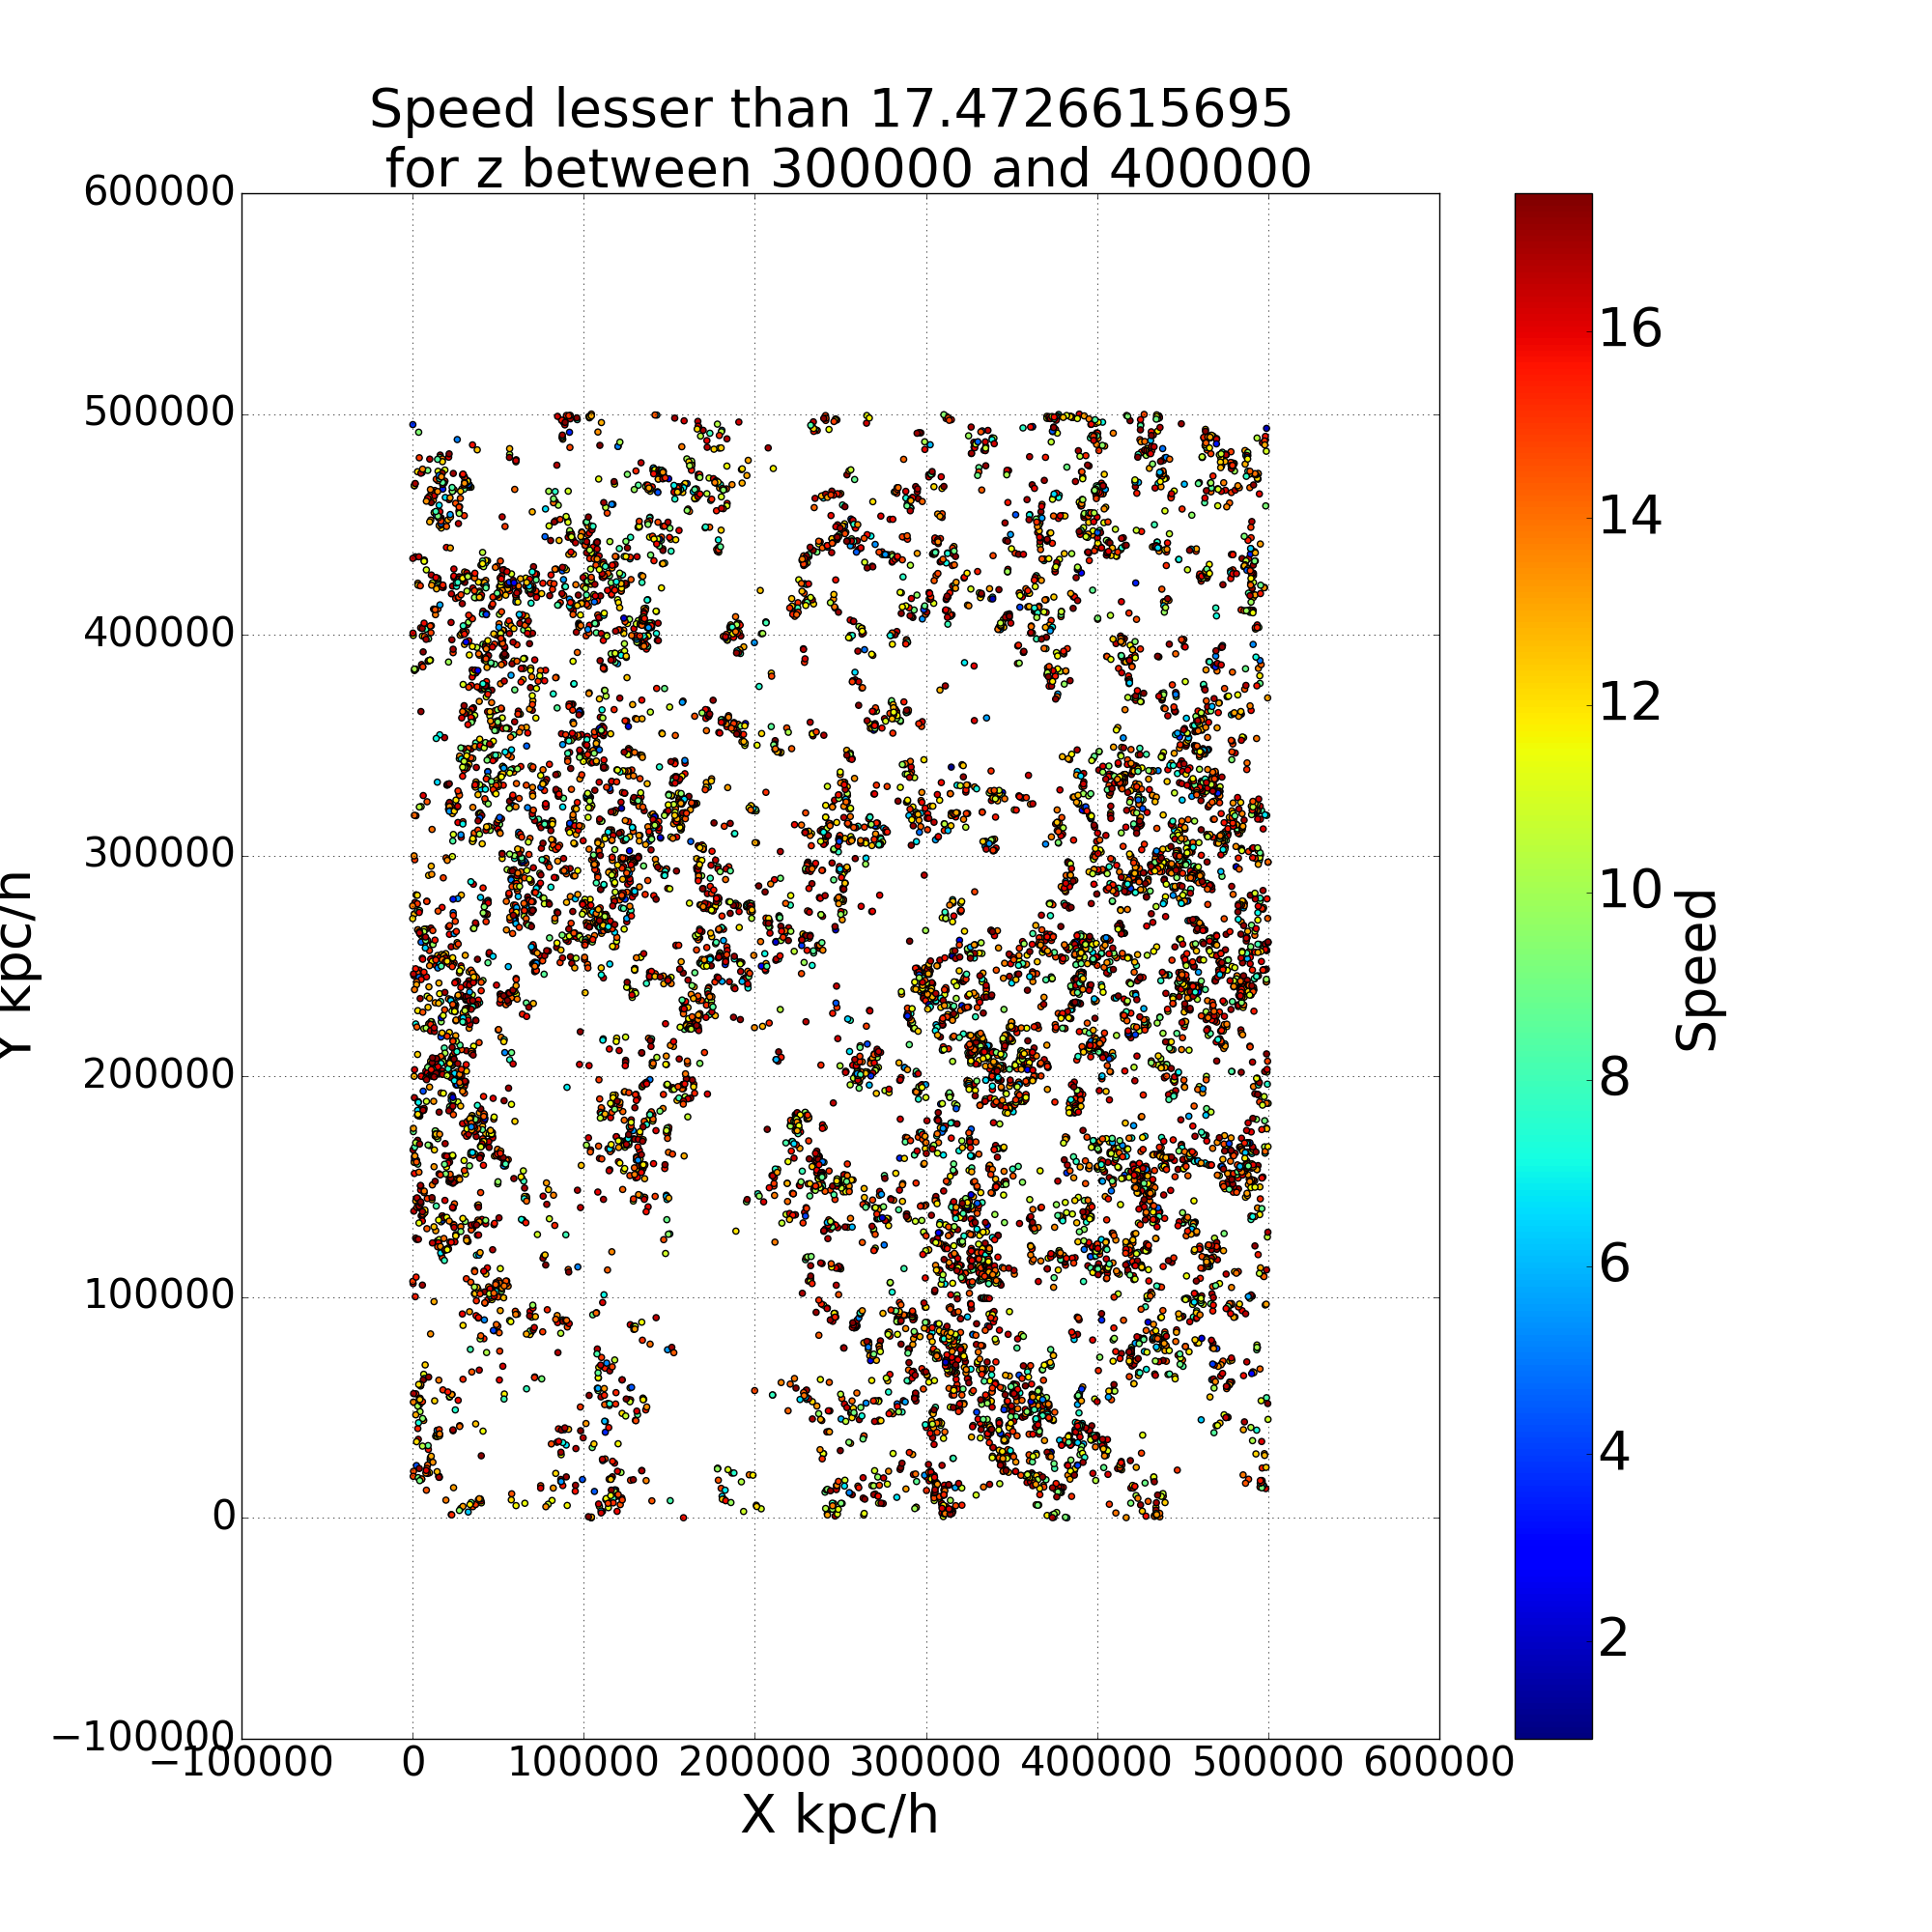 Speed lesser than 17.4726615695
for z between 300000 and 400000
600000
500000
400000
300000
200000
100000
0
−100000
−100000 0 100000 200000 300000 400000 500000 600000
X kpc/h
Y kpc/h
16
14
12
10
8
6
4
2
Speed